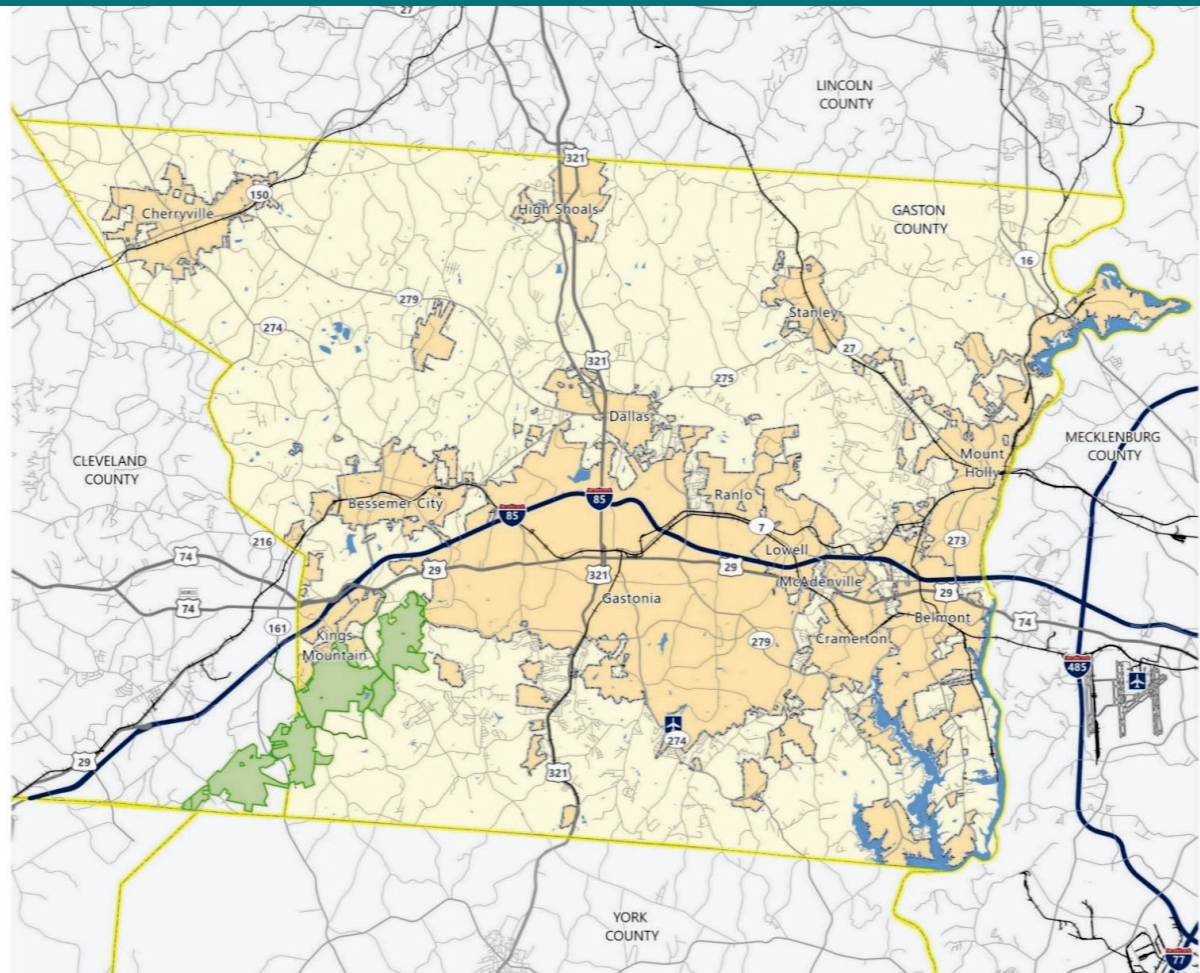 27
LINCOLN
COUNTY
321
150
Cherryville
High Shoals
GASTON
COUNTY
16
279
274
Stanley
27
321
275
Dallas
MECKLENBURG
COUNTY
CLEVELAND
COUNTY
Mount
Holly
Bessemer City
85
85
Ranlo
7
216
273
74
Lowell
29
321
29
McAdenville
29
74
Gastonia
Belmont
74
161
Kings
Mountain
279
Cramerton
485
274
29
321
YORK
COUNTY
77